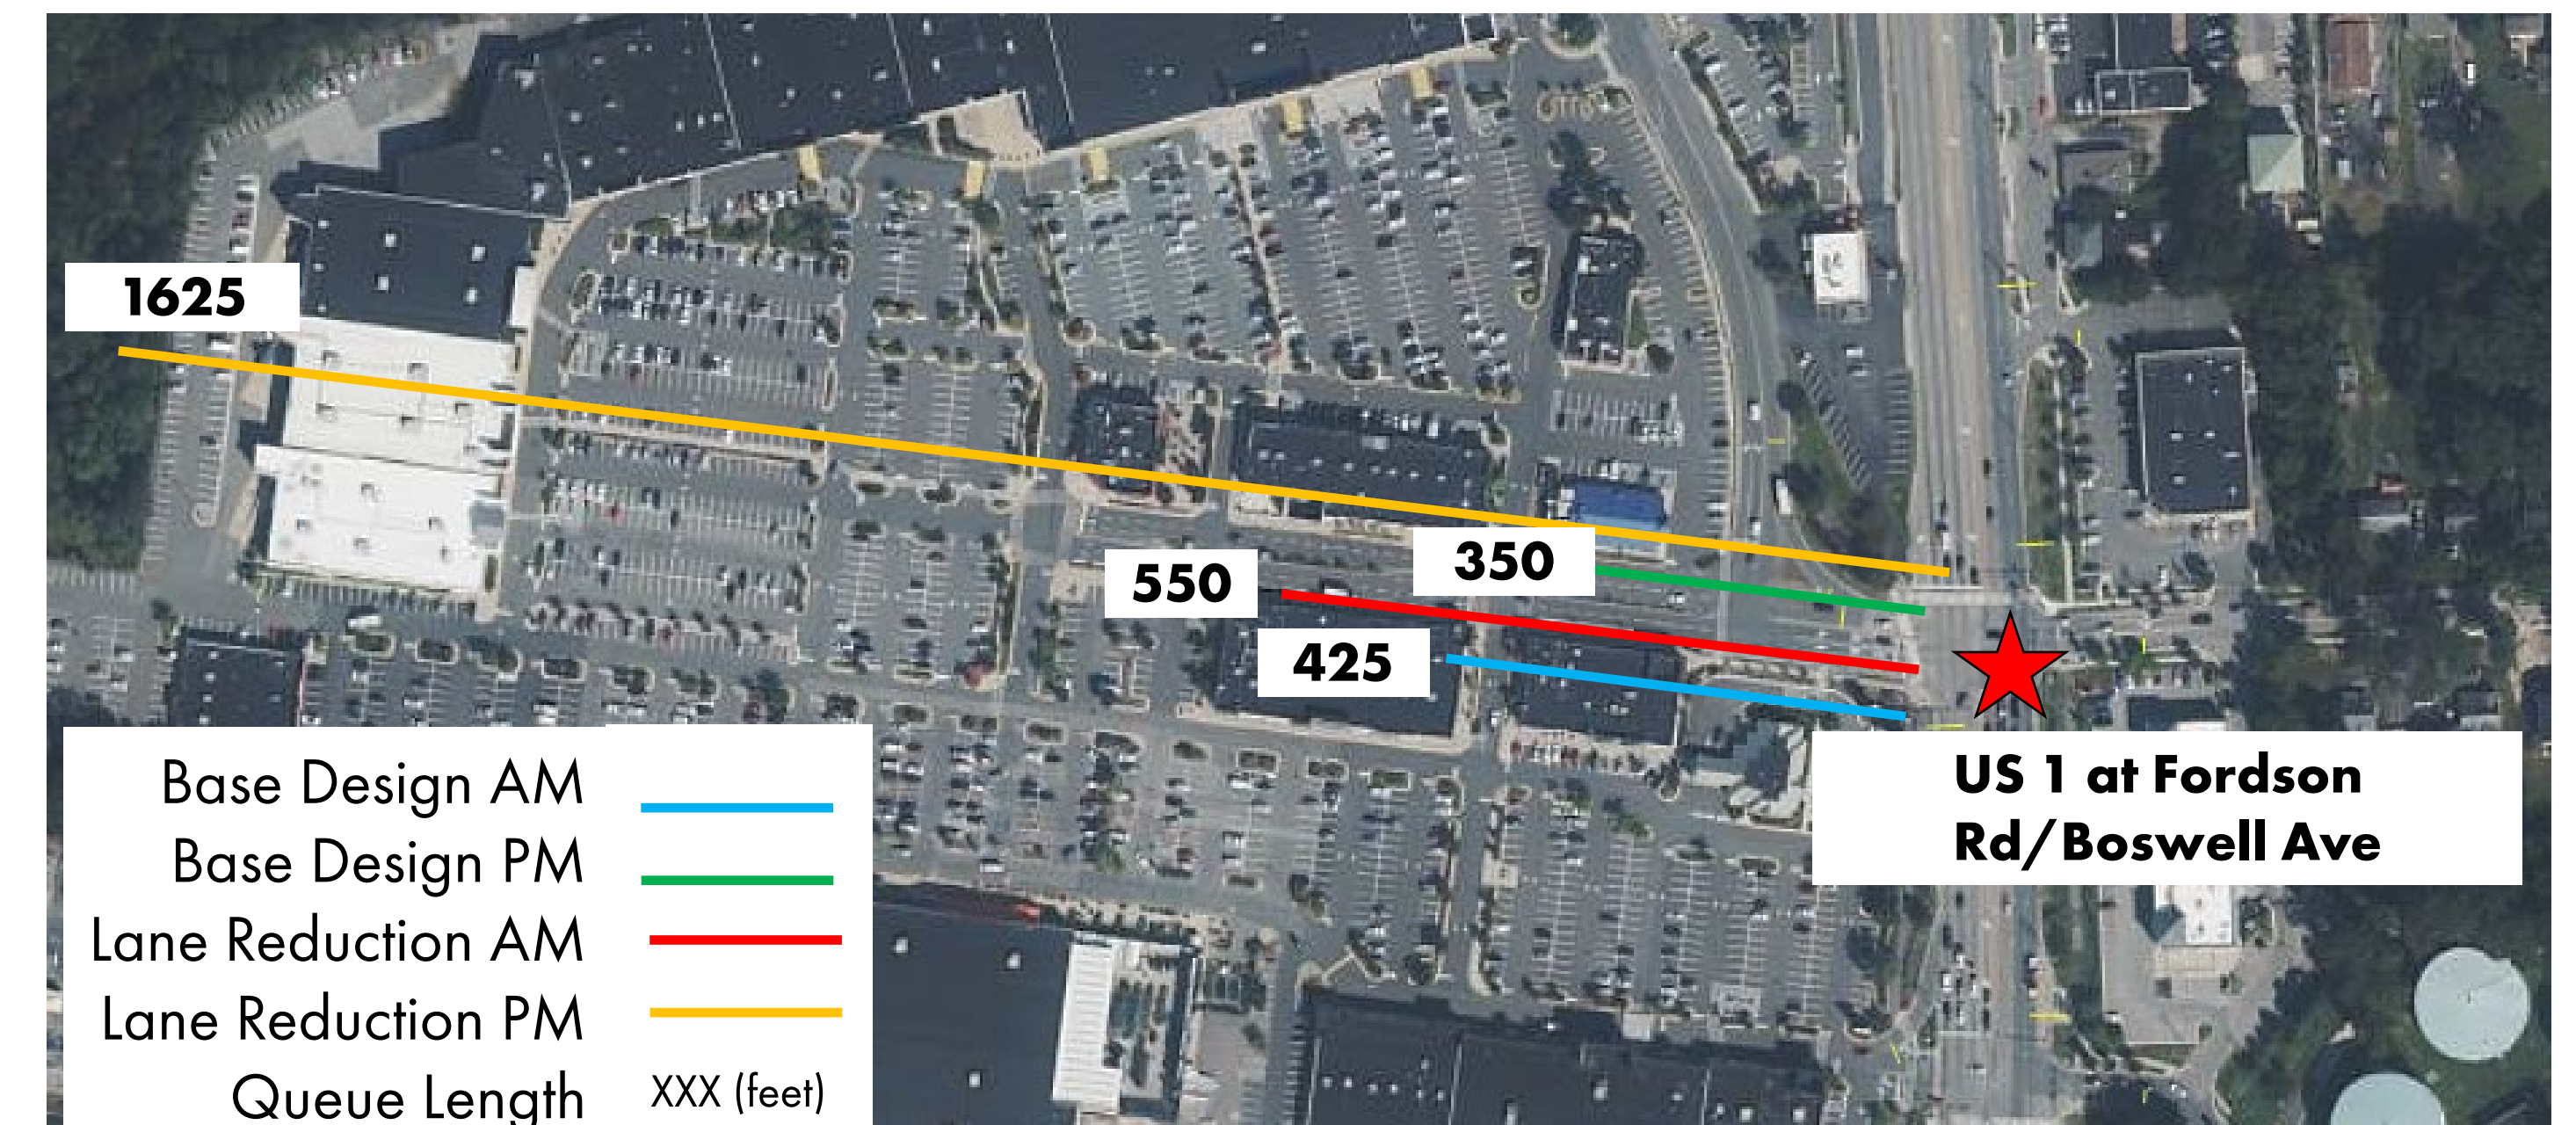 1625
350
550
425
US 1 at Fordson
Rd/Boswell Ave
Base Design AM
Base Design PM
Lane Reduction AM
Lane Reduction PM
Queue Length XXX (feet)